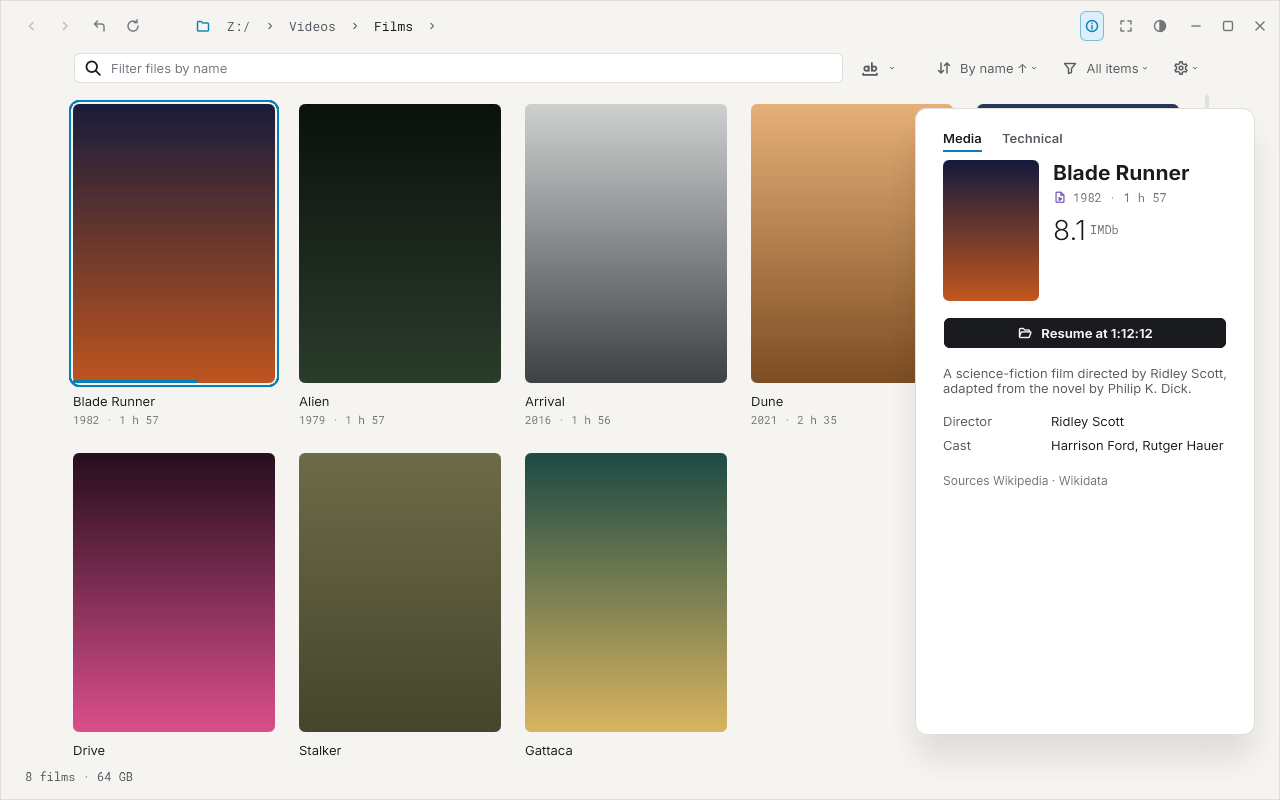 Z:/ Videos Films
Filter files by name
ab
By name ↑
All items
Blade Runner
1982 · 1 h 57
Alien
1979 · 1 h 57
Arrival
2016 · 1 h 56
Dune
2021 · 2 h 35
Drive
Stalker
Gattaca
8 films · 64 GB
Media Technical
Blade Runner
1982 · 1 h 57
8.1 IMDb
Resume at 1:12:12
A science-fiction film directed by Ridley Scott,
adapted from the novel by Philip K. Dick.
Director Ridley Scott
Cast Harrison Ford, Rutger Hauer
Sources Wikipedia · Wikidata